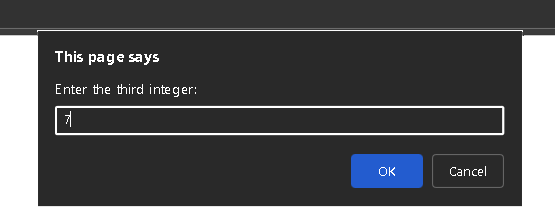 This page says
Enter the third integer:
7
OK
Cancel